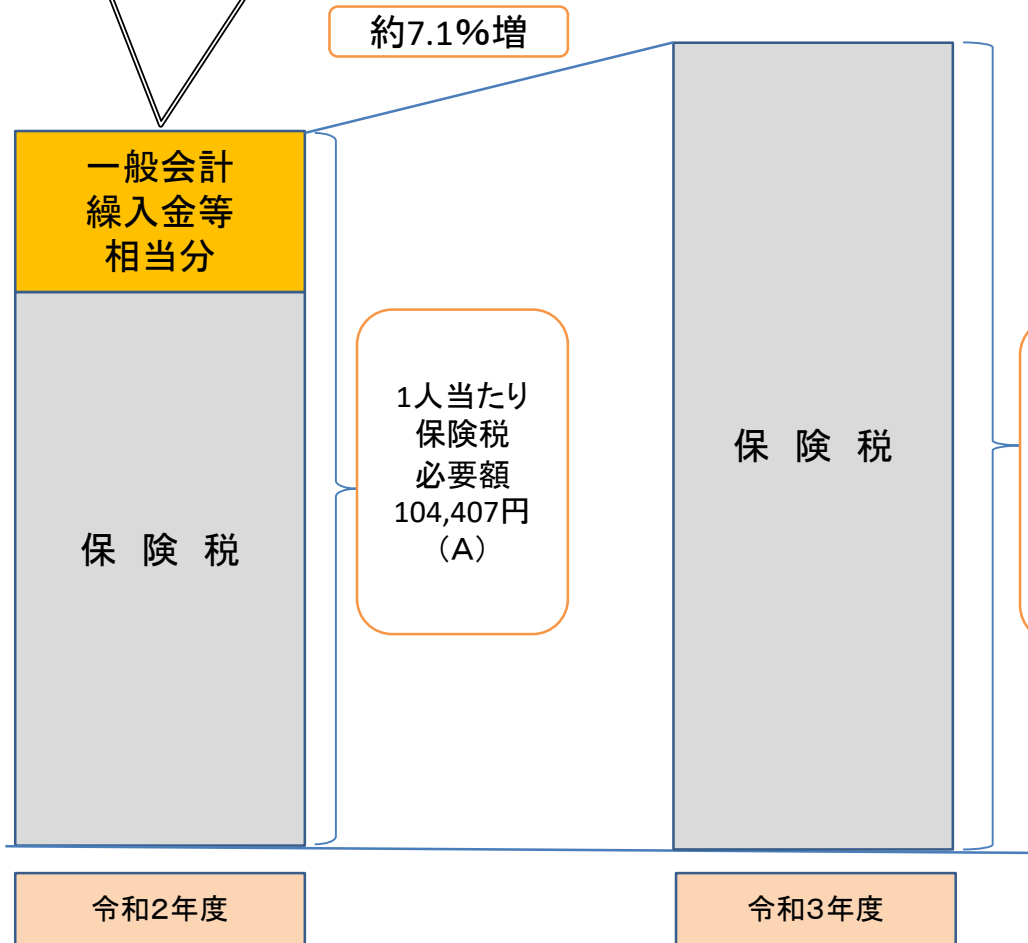 約7.1%増
一般会計
繰入金等
相当分
保 険 税
1人当たり
保険税
必要額
104,407円
（A）
保 険 税
令和2年度
令和3年度